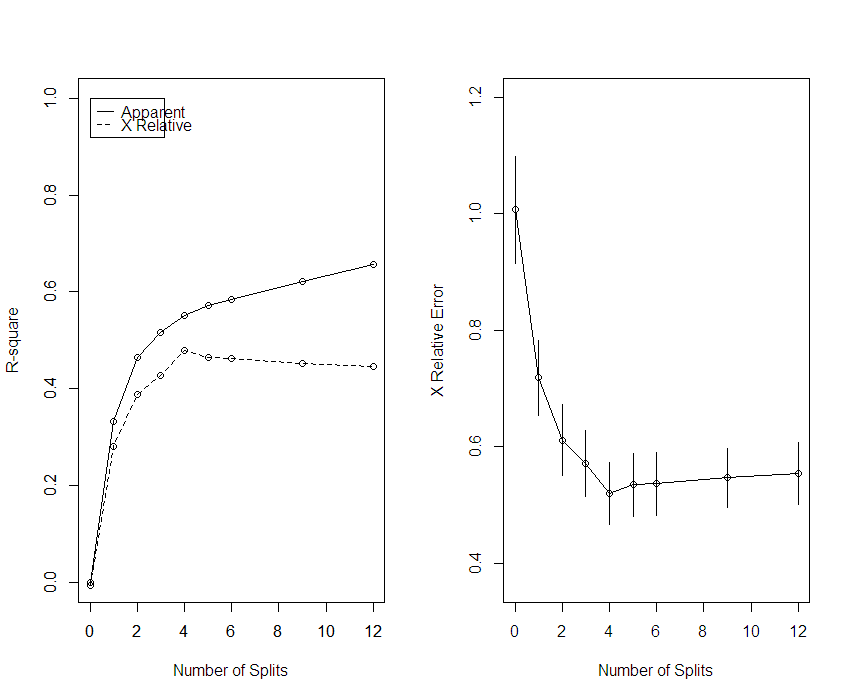 1.0
0.8
0.6
0.4
0.2
0.0
R-square
Apparent
X Relative
0 2 4 6 8 10 12
Number of Splits
1.2
1.0
0.8
0.6
0.4
X Relative Error
0 2 4 6 8 10 12
Number of Splits